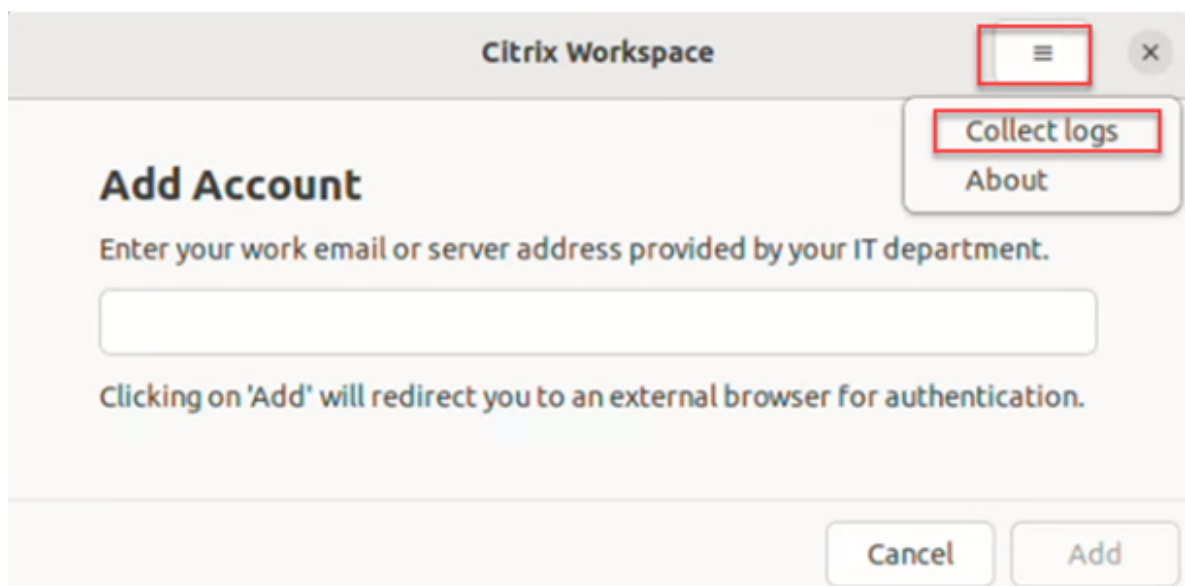 Citrix Workspace
Collect logs
About
Add Account
Enter your work email or server address provided by your IT department.
Clicking on 'Add' will redirect you to an external browser for authentication.
Cancel
Add